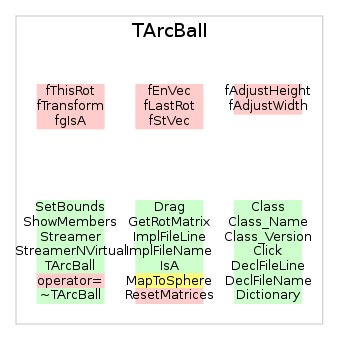 TArcBall
fThisRot
fTransform
fgIsA
fEnVec
fLastRot
fStVec
fAdjustHeight
fAdjustWidth
SetBounds
ShowMembers
Streamer
StreamerNVirtual
TArcBall
operator=
~TArcBall
Drag
GetRotMatrix
ImplFileLine
ImplFileName
IsA
MapToSphere
ResetMatrices
Class
Class_Name
Class_Version
Click
DeclFileLine
DeclFileName
Dictionary